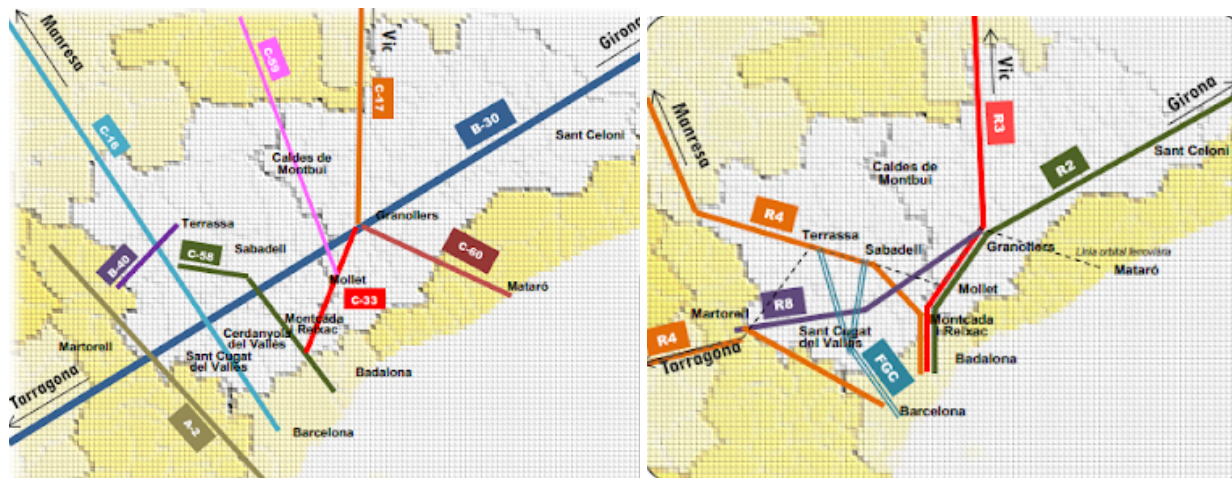 Manresa
C-59
Vic
Girona
C-17
B-30
C-16
Sant Celoni
Caldes de
Montbui
Terrassa
Granollers
C-58
Sabadell
C-60
B-40
Mollet
Mataró
C-33
Montcada
i Reixac
Cerdanyola
del Vallès
Martorell
Sant Cugat
del Vallès
Badalona
Tarragona
A-2
Barcelona
Vic
Girona
Manresa
R3
Sant Celoni
R2
Caldes de
Montbui
R4
Terrassa
Sabadell
Granollers
Línia orbital ferroviària
Mataró
Mollet
R8
Martorell
Montcada
i Reixac
Sant Cugat
del Vallès
R4
Tarragona
Badalona
FGC
Barcelona